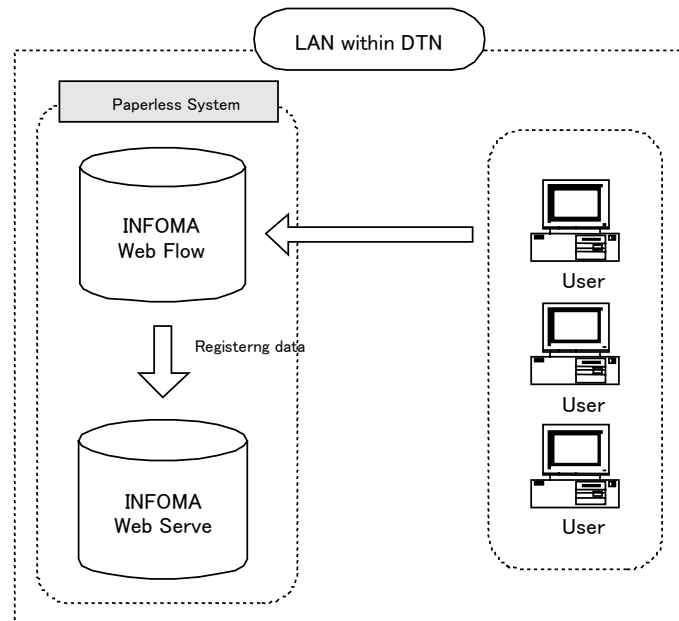 LAN within DTN
Paperless System
INFOMA
Web Flow
User
Registerng data
User
INFOMA
Web Serve
User